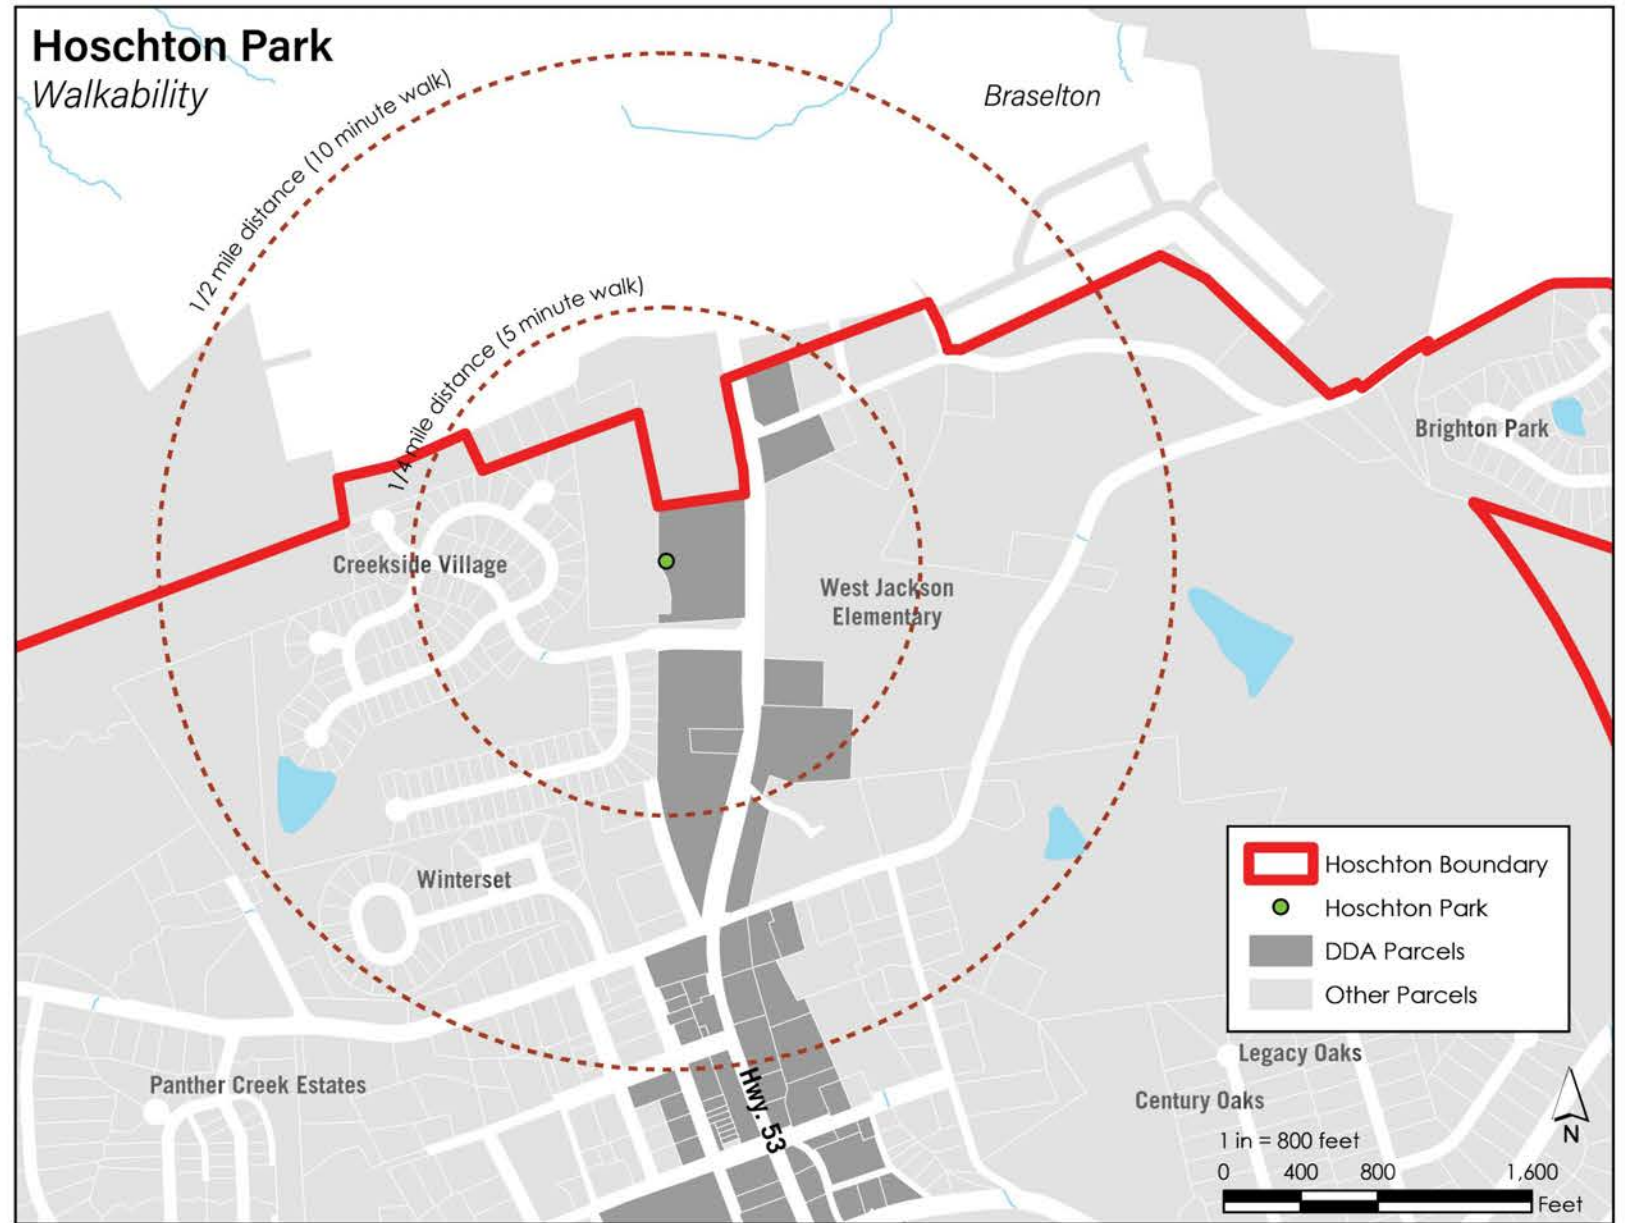 Hoschton Park
Walkability
1/2 mile distance (10 minute walk)
Braselton
1/4 mile distance (5 minute walk)
Brighton Park
Creekside Village
West Jackson
Elementary
Winterset
Hoschton Boundary
Hoschton Park
DDA Parcels
Other Parcels
Legacy Oaks
Panther Creek Estates
Century Oaks
Hwy. 53
N
1 in = 800 feet
0 400 800 1,600
Feet